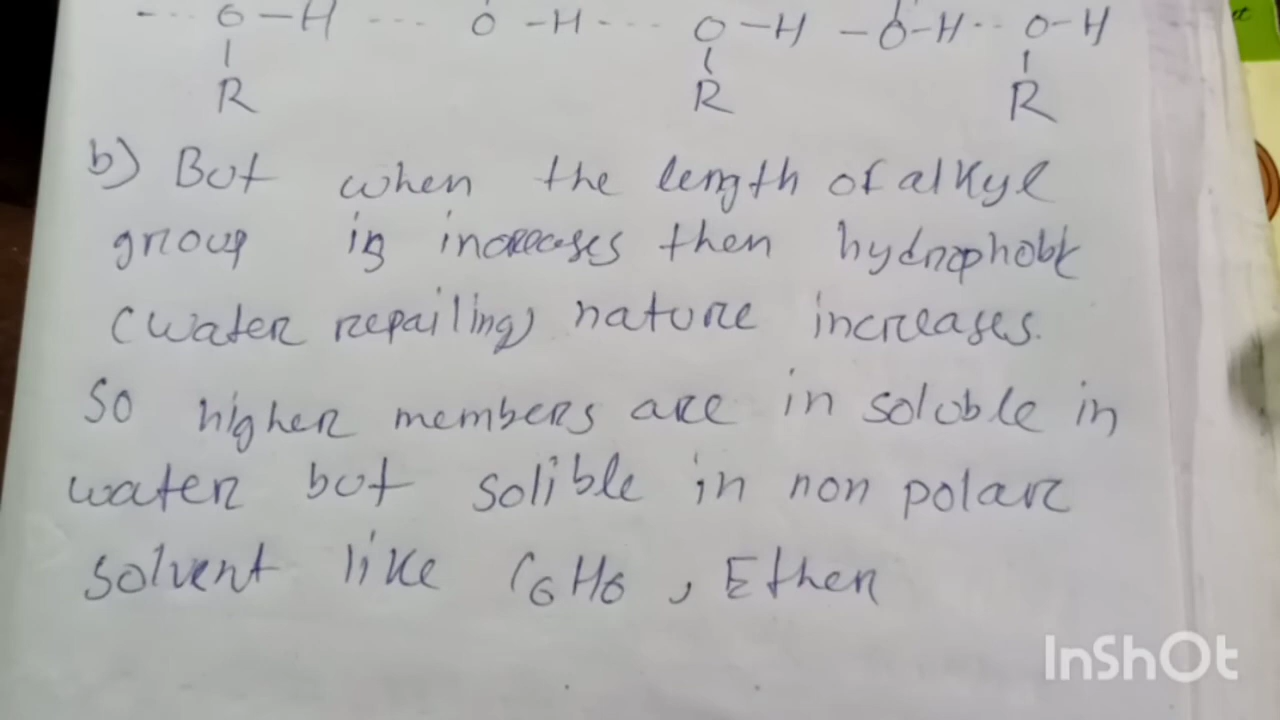 --- O-H --- O-H --- O-H -O-H -- O-H
R R R
b) But when the length of alkyl
group is increases then hydrophobic
(water repailing) nature increases.
So higher members are in soluble in
water but solible in non polar
solvent like C6H6, Ether
InShOt